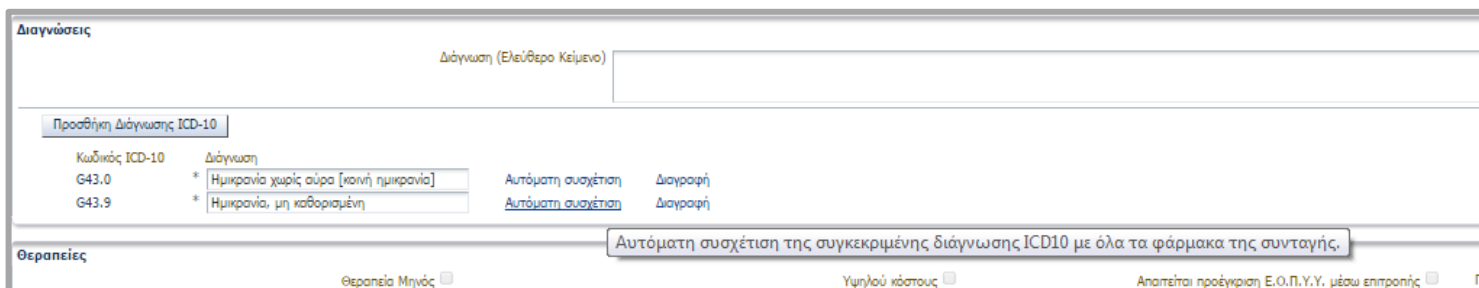 Διαγνώσεις
Διάγνωση (Ελεύθερο Κείμενο)
Προσθήκη Διάγνωσης ICD-10
Κωδικός ICD-10 Διάγνωση
G43.0 * Ημικρανία χωρίς αύρα [κοινή ημικρανία] Αυτόματη συσχέτιση Διαγραφή
G43.9 * Ημικρανία, μη καθορισμένη Αυτόματη συσχέτιση Διαγραφή
Αυτόματη συσχέτιση της συγκεκριμένης διάγνωσης ICD10 με όλα τα φάρμακα της συνταγής.
Θεραπείες
Θεραπεία Μηνός Υψηλού κόστους Απαιτείται προέγκριση Ε.Ο.Π.Υ.Υ. μέσω επιτροπής